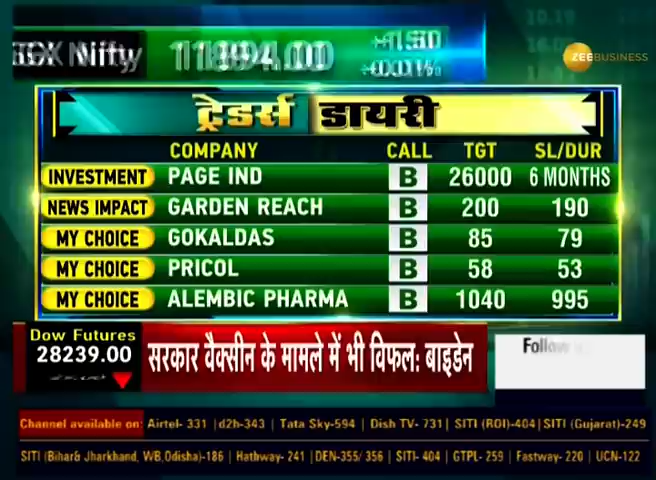 SGX Nifty 11894.00 +1.50
+0.01%
ZEE BUSINESS
ट्रेडर्स डायरी
COMPANY CALL TGT SL/DUR
INVESTMENT PAGE IND B 26000 6 MONTHS
NEWS IMPACT GARDEN REACH B 200 190
MY CHOICE GOKALDAS B 85 79
MY CHOICE PRICOL B 58 53
MY CHOICE ALEMBIC PHARMA B 1040 995
Dow Futures
28239.00
सरकार वैक्सीन के मामले में भी विफल: बाइडेन
Follow
Channel available on: Airtel- 331 | d2h-343 | Tata Sky-594 | Dish TV- 731 | SITI (ROI)-404 | SITI (Gujarat)-249
SITI (Bihar& Jharkhand, WB,Odisha)-186 | Hathway- 241 | DEN-355/ 356 | SITI- 404 | GTPL- 259 | Fastway- 220 | UCN-122